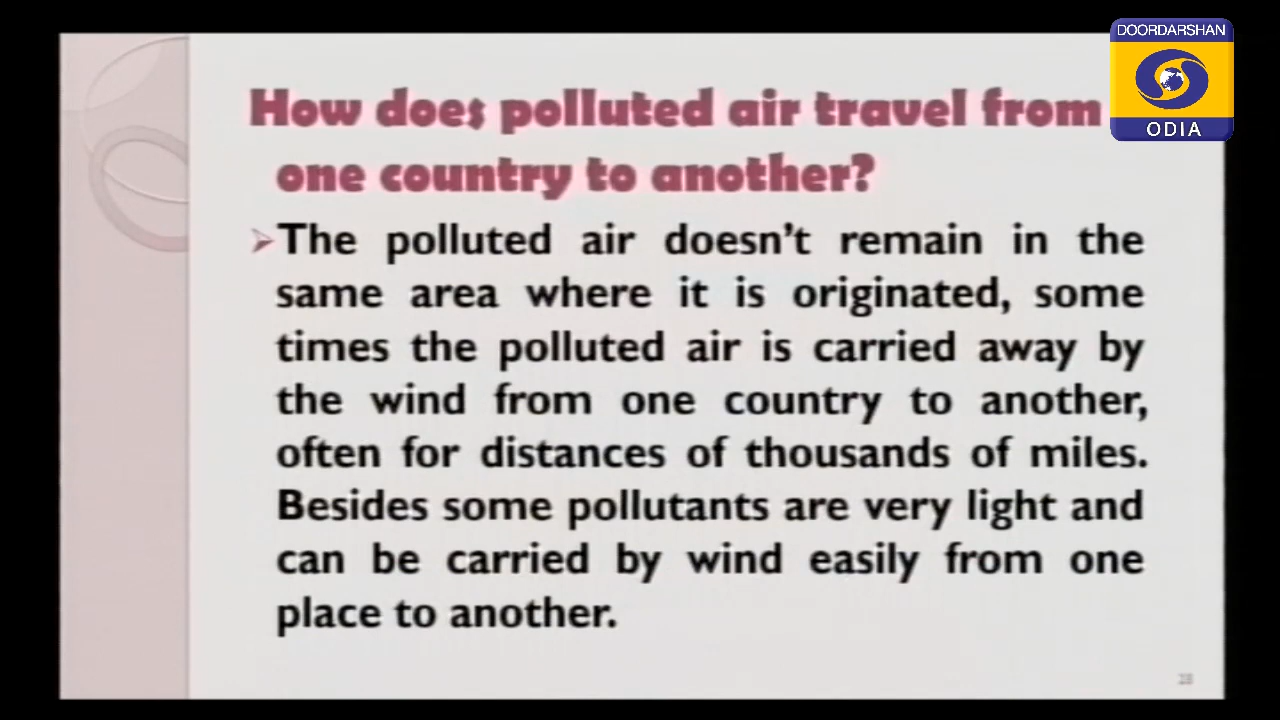 DOORDARSHAN
ODIA
How does polluted air travel from
one country to another?
➢The polluted air doesn't remain in the
same area where it is originated, some
times the polluted air is carried away by
the wind from one country to another,
often for distances of thousands of miles.
Besides some pollutants are very light and
can be carried by wind easily from one
place to another.
28